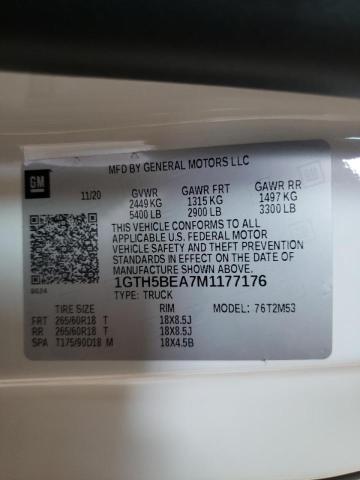 MFD BY GENERAL MOTORS LLC
GM
11/20 GVWR GAWR FRT GAWR RR
2449 KG 1315 KG 1497 KG
5400 LB 2900 LB 3300 LB
THIS VEHICLE CONFORMS TO ALL APPLICABLE
U.S. FEDERAL MOTOR
VEHICLE SAFETY AND THEFT PREVENTION
STANDARDS IN EFFECT ON THE DATE OF
MANUFACTURE SHOWN ABOVE.
1GTH5BEA7M1177176
TYPE: TRUCK
TIRE SIZE RIM MODEL: 76T2M53
FRT 265/60R18 T 18X8.5J
RR 265/60R18 T 18X8.5J
SPA T175/90D18 M 18X4.5B